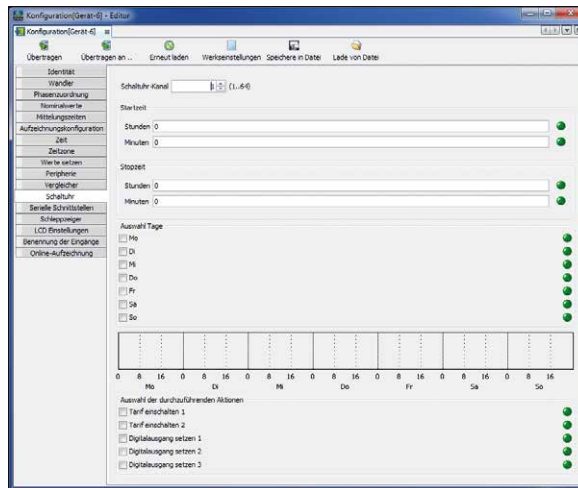 Konfiguration[Gerät-6] - Editor
Konfiguration[Gerät-6]
Übertragen
Übertragen an ..
Erneut laden
Werkseinstellungen
Speichere in Datei
Lade von Datei
Identität
Wandler
Phasenzuordnung
Nominalwerte
Mittelungszeiten
Aufzeichnungskonfiguration
Zeit
Zeitzone
Werte setzen
Peripherie
Vergleicher
Schaltuhr
Serielle Schnittstellen
Schleppzeiger
LCD Einstellungen
Benennung der Eingänge
Online-Aufzeichnung
Schaltuhr-Kanal 1 (1..64)
Startzeit
Stunden 0
Minuten 0
Stopzeit
Stunden 0
Minuten 0
Auswahl Tage
Mo
Di
Mi
Do
Fr
Sa
So
0 8 16 0 8 16 0 8 16 0 8 16 0 8 16 0 8 16 0 8 16
Mo Di Mi Do Fr Sa So
Auswahl der durchzuführenden Aktionen
Tarif einschalten 1
Tarif einschalten 2
Digitalausgang setzen 1
Digitalausgang setzen 2
Digitalausgang setzen 3